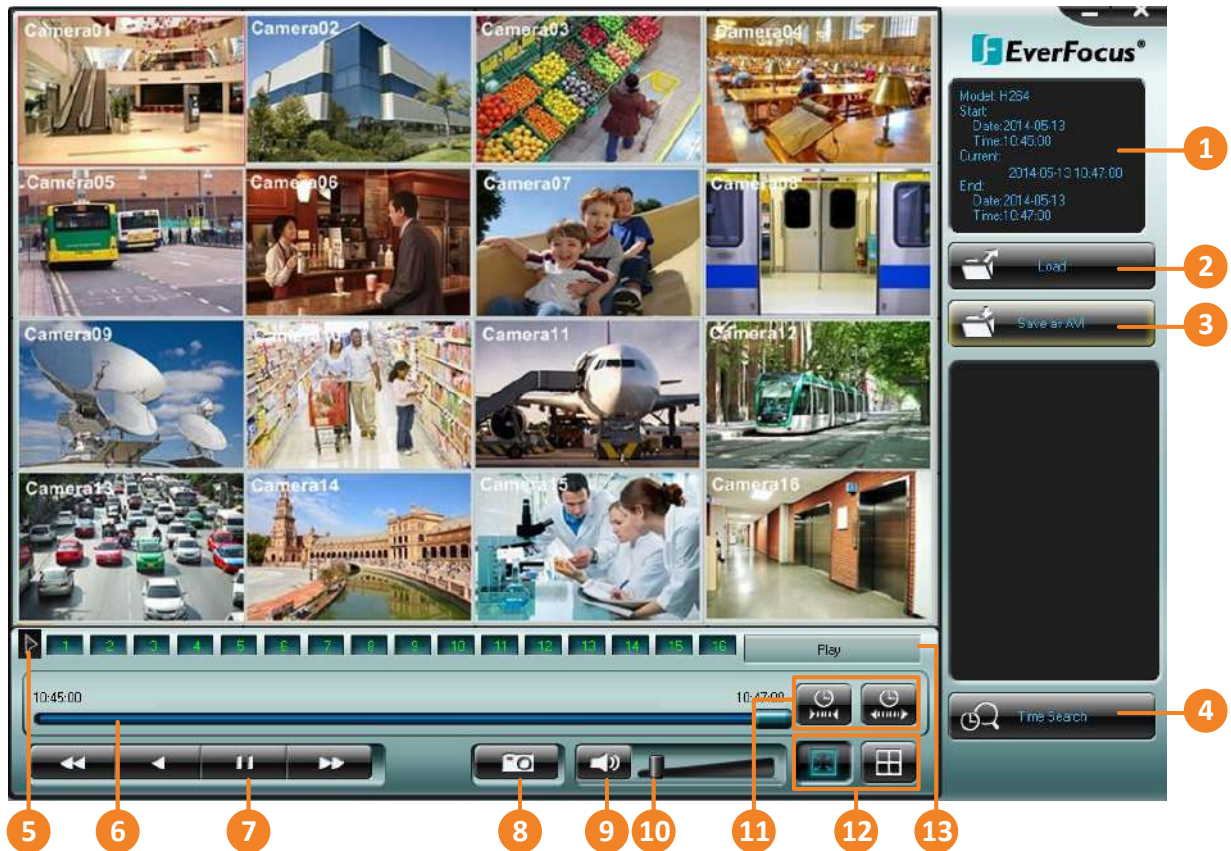 Camera01 Camera02 Camera03 Camera04
Camera05 Camera06 Camera07 Camera08
Camera09 Camera10 Camera11 Camera12
Camera13 Camera14 Camera15 Camera16
EverFocus®
Model: H264
Start:
Date:2014-05-13
Time:10:45:00
Current:
2014-05-13 10:47:00
End:
Date:2014-05-13
Time:10:47:00
1
Load
2
Save as AVI
3
Time Search
4
1 2 3 4 5 6 7 8 9 10 11 12 13 14 15 16
Play
10:45:00 10:47:00
5 6 7 8 9 10 11 12 13